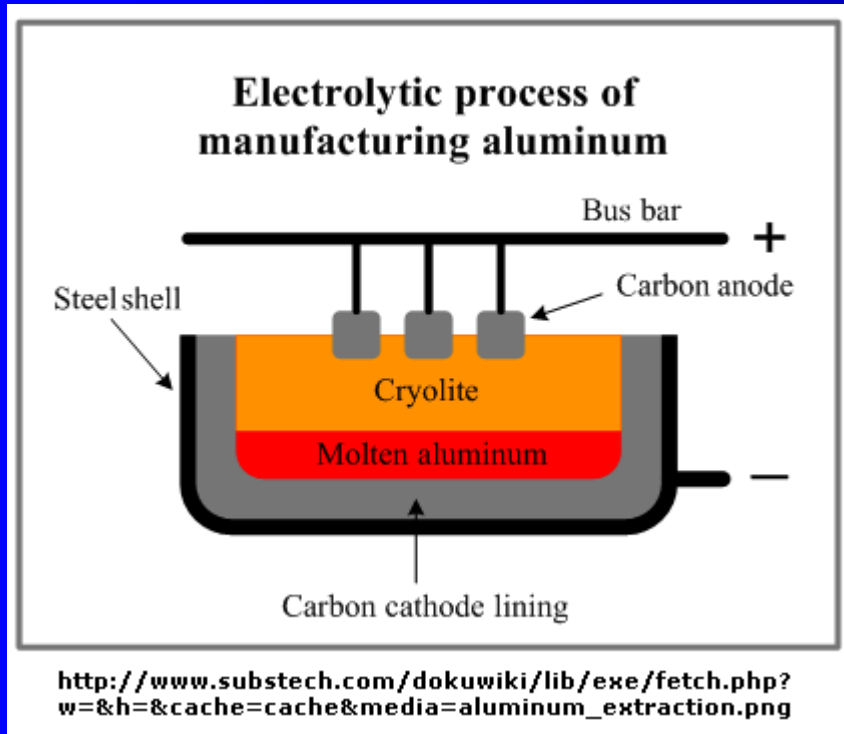 Electrolytic process of
manufacturing aluminum
Bus bar
+
Steel shell
Carbon anode
Cryolite
Molten aluminum
−
Carbon cathode lining
http://www.substech.com/dokuwiki/lib/exe/fetch.php?
w=&h=&cache=cache&media=aluminum_extraction.png